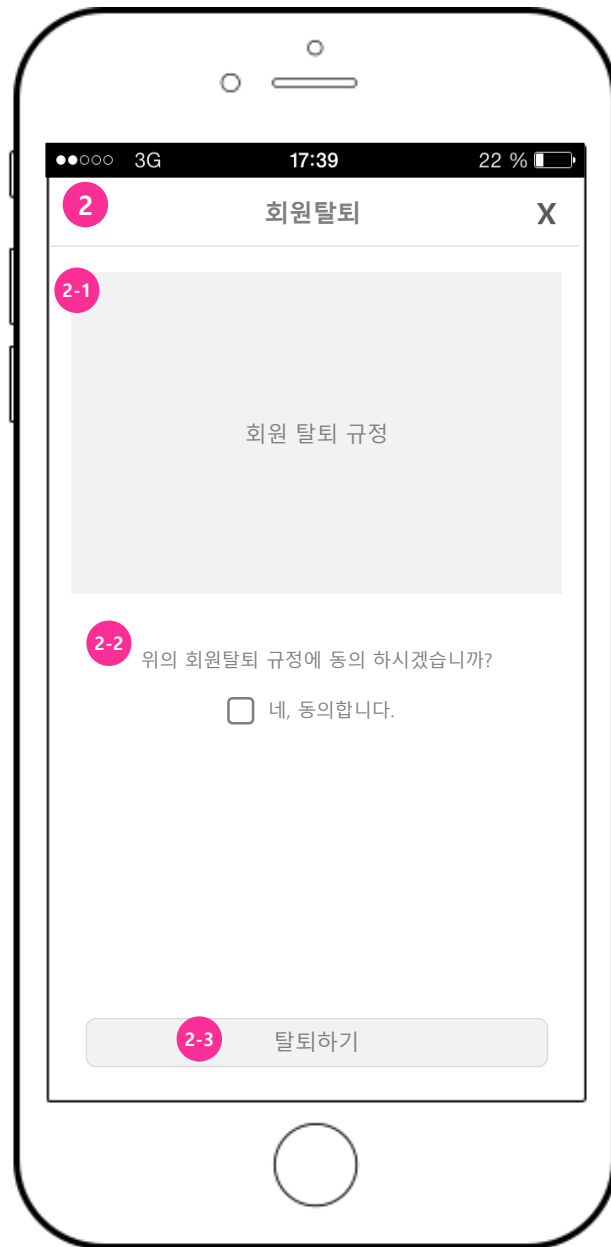 3G 17:39 22 %
2 회원탈퇴 X
2-1
회원 탈퇴 규정
2-2
위의 회원탈퇴 규정에 동의 하시겠습니까?
네, 동의합니다.
2-3 탈퇴하기